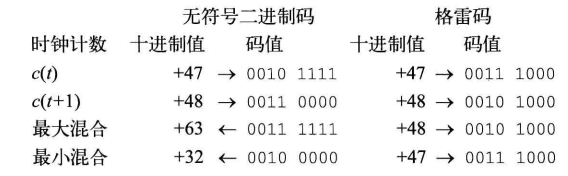 无符号二进制码 格雷码
时钟计数 十进制值 码值 十进制值 码值
c(t) +47 → 0010 1111 +47 → 0011 1000
c(t+1) +48 → 0011 0000 +48 → 0010 1000
最大混合 +63 ← 0011 1111 +48 → 0010 1000
最小混合 +32 ← 0010 0000 +47 → 0011 1000